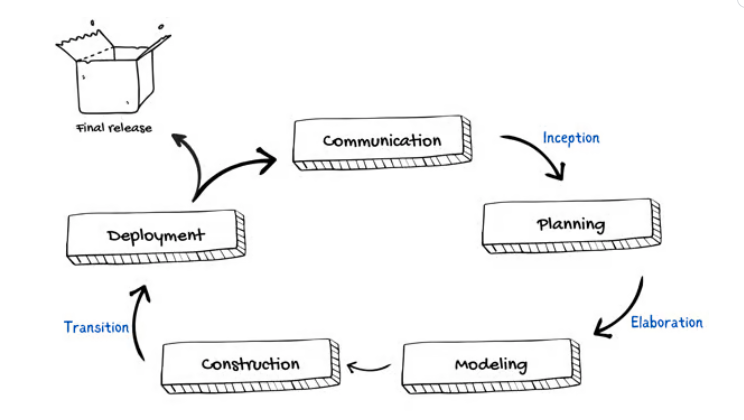 Final release
Communication
Inception
Planning
Deployment
Elaboration
Transition
Construction
Modeling